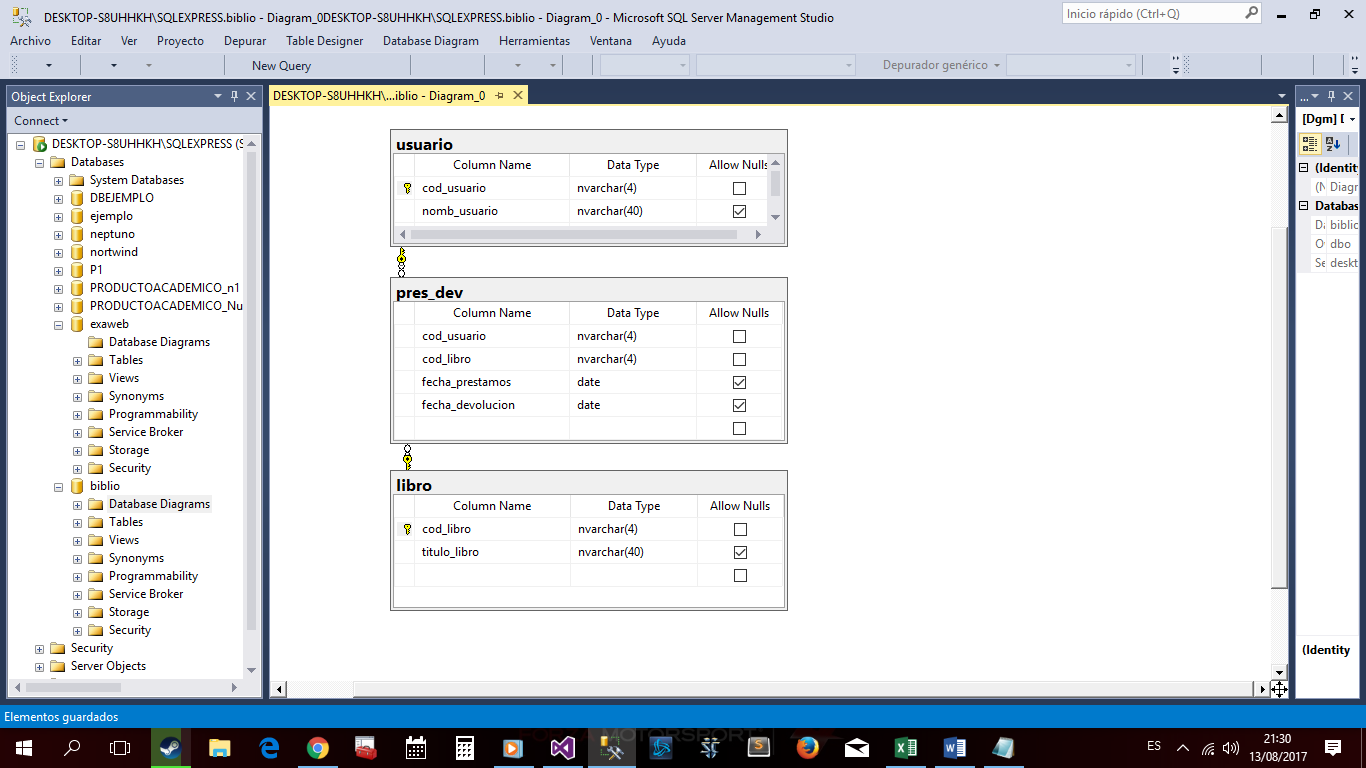 DESKTOP-S8UHHKH\SQLEXPRESS.biblio - Diagram_0DESKTOP-S8UHHKH\SQLEXPRESS.biblio - Diagram_0 - Microsoft SQL Server Management Studio
Inicio rápido (Ctrl+Q)
Archivo Editar Ver Proyecto Depurar Table Designer Database Diagram Herramientas Ventana Ayuda
New Query Depurador genérico
Object Explorer
DESKTOP-S8UHHKH\...iblio - Diagram_0
Connect
DESKTOP-S8UHHKH\SQLEXPRESS (S
Databases
System Databases
DBEJEMPLO
ejemplo
neptuno
nortwind
P1
PRODUCTOACADEMICO_n1
PRODUCTOACADEMICO_Nu
exaweb
Database Diagrams
Tables
Views
Synonyms
Programmability
Service Broker
Storage
Security
biblio
Database Diagrams
Tables
Views
Synonyms
Programmability
Service Broker
Storage
Security
Security
Server Objects
usuario
Column Name Data Type Allow Nulls
cod_usuario nvarchar(4)
nomb_usuario nvarchar(40)
pres_dev
Column Name Data Type Allow Nulls
cod_usuario nvarchar(4)
cod_libro nvarchar(4)
fecha_prestamos date
fecha_devolucion date
libro
Column Name Data Type Allow Nulls
cod_libro nvarchar(4)
titulo_libro nvarchar(40)
...
[Dgm] [
(Identity
(N Diagr
Databas
Da biblio
O dbo
Se deskt
(Identity
Elementos guardados
MOTORSPORT
ES
21:30
13/08/2017